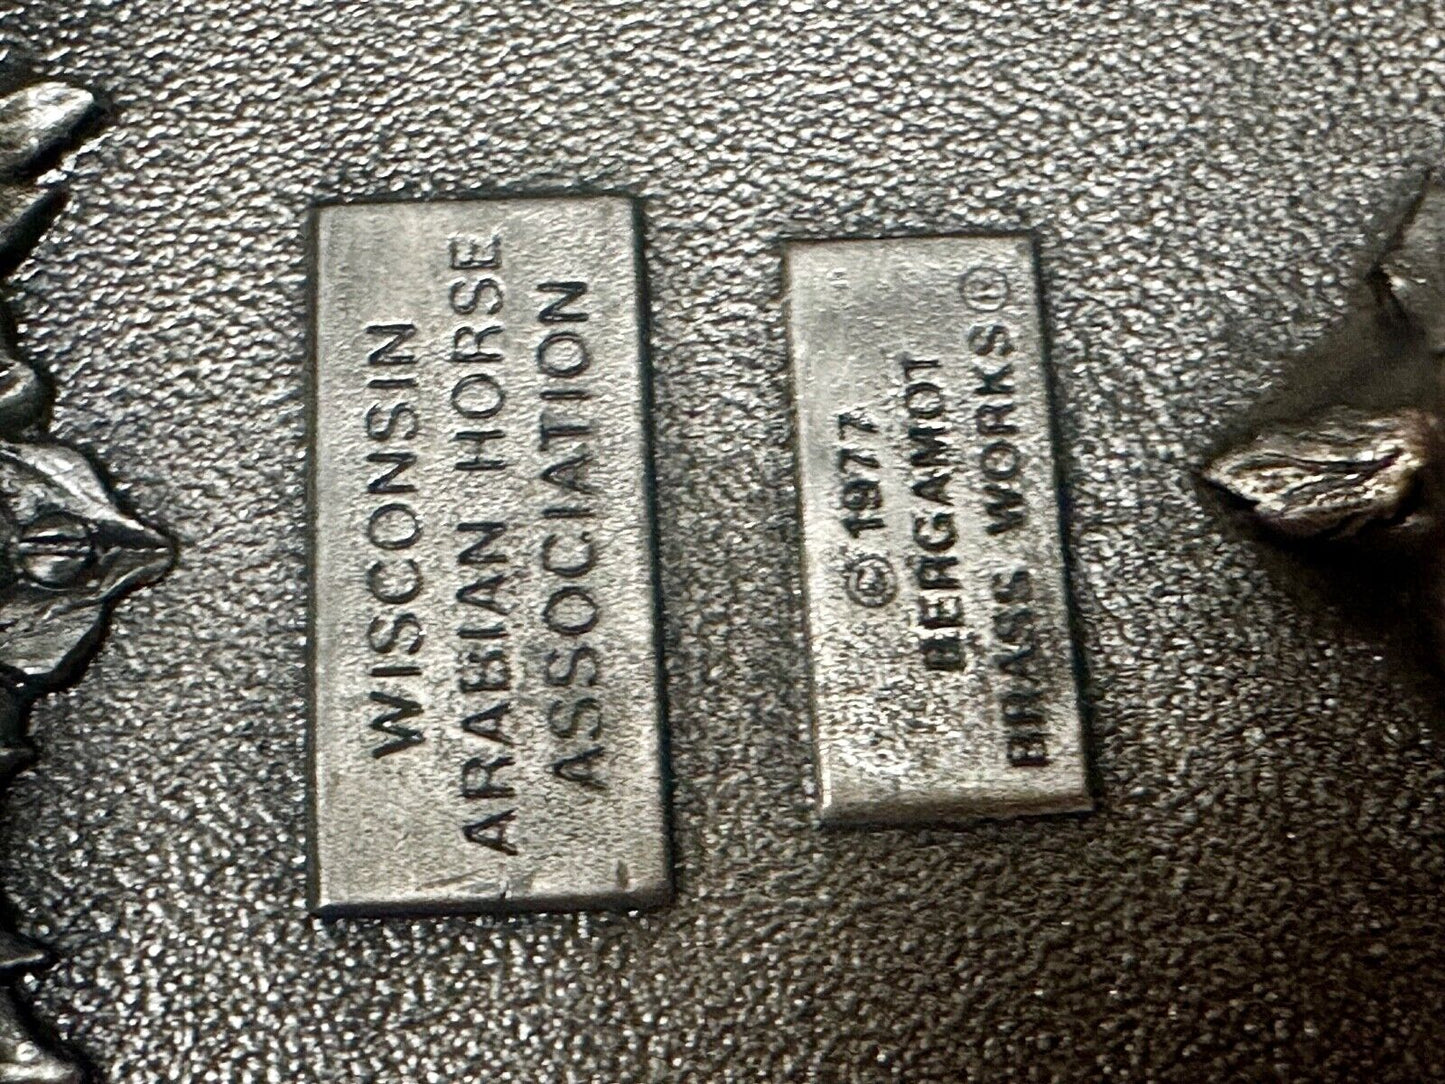 WISCONSIN
ARABIAN HORSE
ASSOCIATION
© 1977
BERGAMOT
BRASS WORKS